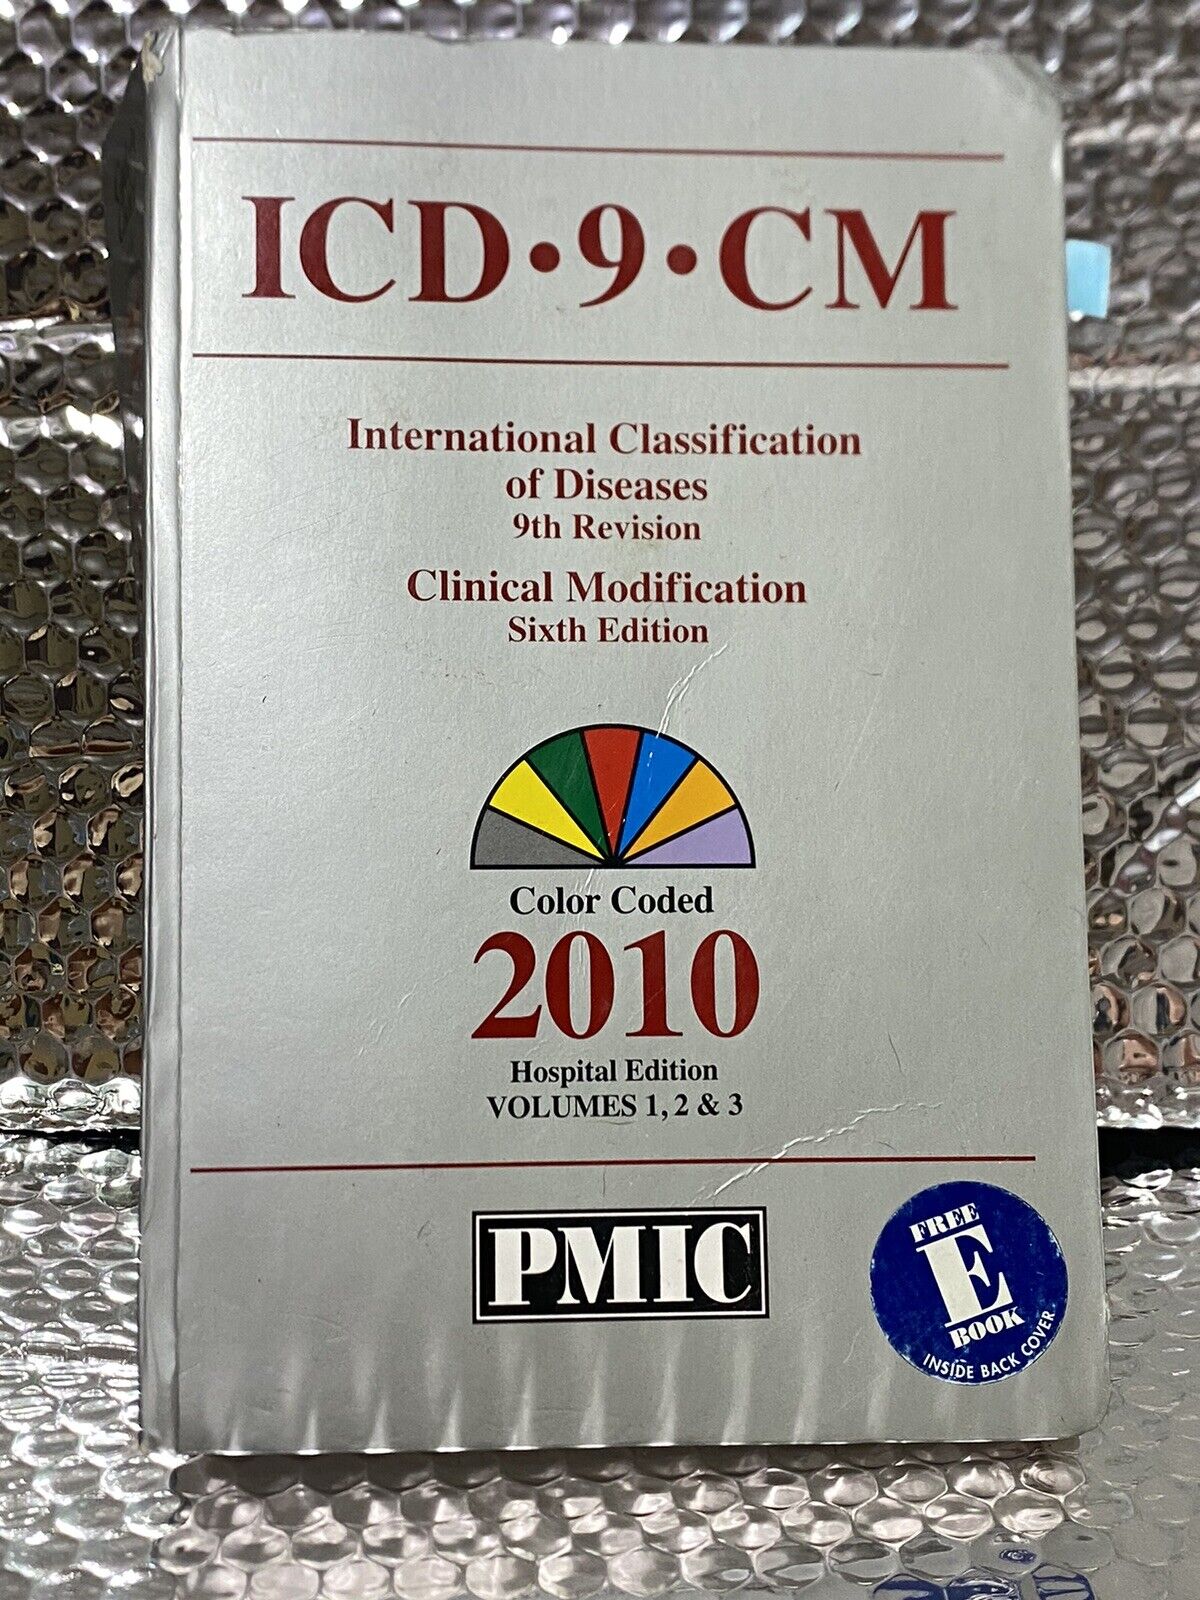 ICD•9•CM
International Classification
of Diseases
9th Revision
Clinical Modification
Sixth Edition
Color Coded
2010
Hospital Edition
VOLUMES 1, 2 & 3
PMIC
FREE
E
BOOK
INSIDE BACK COVER